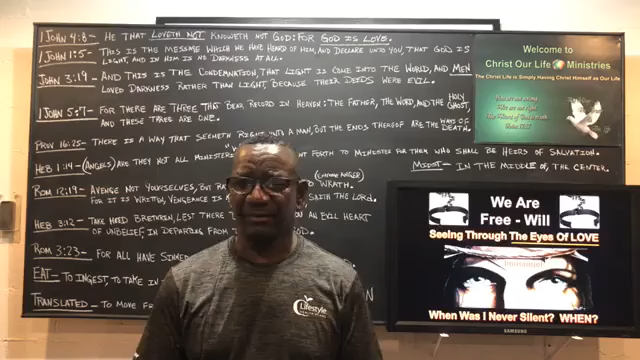 1 JOHN 4:8 - HE THAT LOVETH NOT KNOWETH NOT GOD: FOR GOD IS LOVE.
1 JOHN 1:5 - THIS IS THE MESSAGE WHICH WE HAVE HEARD OF HIM, AND DECLARE UNTO YOU, THAT GOD IS
LIGHT, AND IN HIM IS NO DARKNESS AT ALL.
JOHN 3:19 - AND THIS IS THE CONDEMNATION, THAT LIGHT IS COME INTO THE WORLD, AND MEN
LOVED DARKNESS RATHER THAN LIGHT, BECAUSE THEIR DEEDS WERE EVIL.
1 JOHN 5:7 - FOR THERE ARE THREE THAT BEAR RECORD IN HEAVEN: THE FATHER, THE WORD, AND THE HOLY GHOST,
AND THESE THREE ARE ONE.
PROV 16:25 - THERE IS A WAY THAT SEEMETH RIGHT UNTO A MAN, BUT THE ENDS THEREOF ARE THE WAYS OF DEATH.
HEB 1:14 - (ANGELS) ARE THEY NOT ALL MINISTERI FORTH TO MINISTER FOR THEM WHO SHALL BE HEIRS OF SALVATION.
MIDST - IN THE MIDDLE OF, THE CENTER.
ROM 12:19 - AVENGE NOT YOURSELVES, BUT RA TO WRATH:
FOR IT IS WRITTEN, VENGEANCE IS SAITH THE LORD.
HEB 3:12 - TAKE HEED BRETHREN, LEST THERE AN EVIL HEART
OF UNBELIEF, IN DEPARTING FROM GOD.
ROM 3:23 - FOR ALL HAVE SINNED
EAT - TO INGEST, TO TAKE IN
TRANSLATED - TO MOVE FR
Welcome to
Christ Our Life Ministries
The Christ Life is Simply Having Christ Himself as Our Life
We Are
Free - Will
Seeing Through The Eyes Of LOVE
When Was I Never Silent? WHEN?
SAMSUNG
Lifestyle